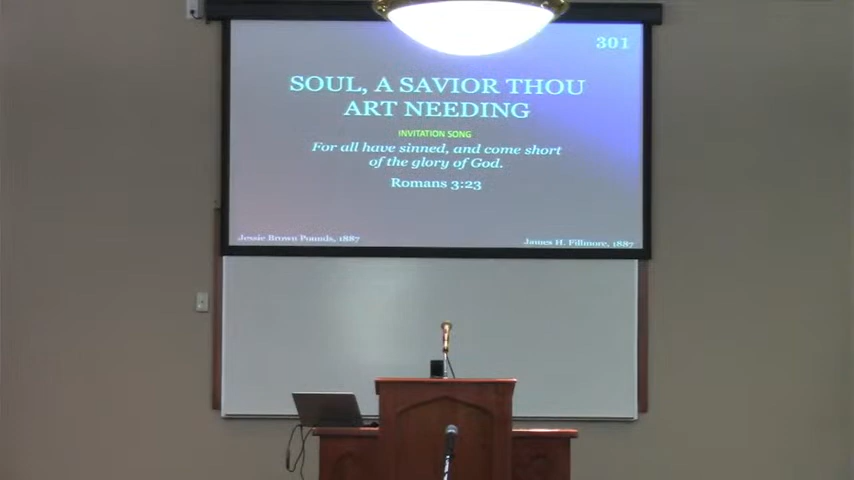 301
SOUL, A SAVIOR THOU
ART NEEDING
INVITATION SONG
For all have sinned, and come short
of the glory of God.
Romans 3:23
Jessie Brown Pounds, 1887
James H. Fillmore, 1887